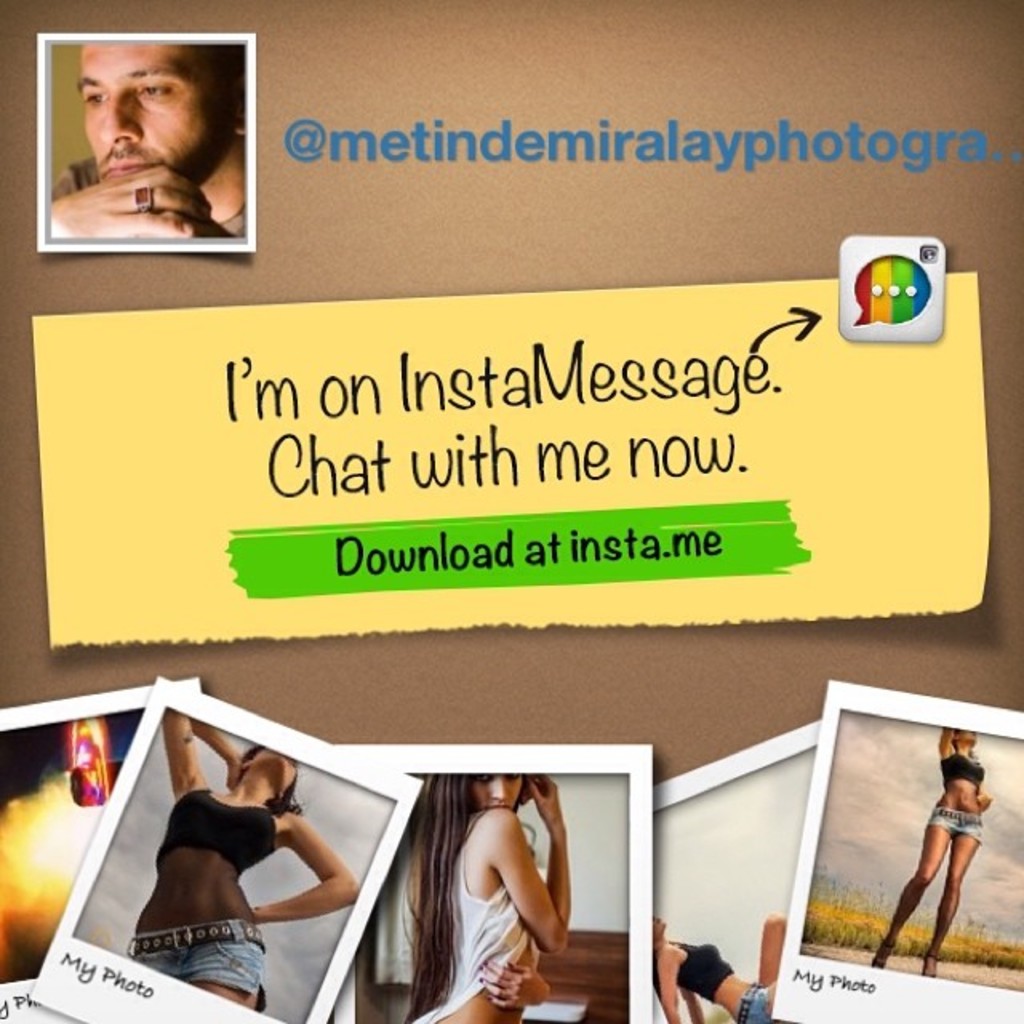 @metindemiralayphotogra...
I'm on InstaMessage.
Chat with me now.
Download at insta.me
My Photo
My Photo